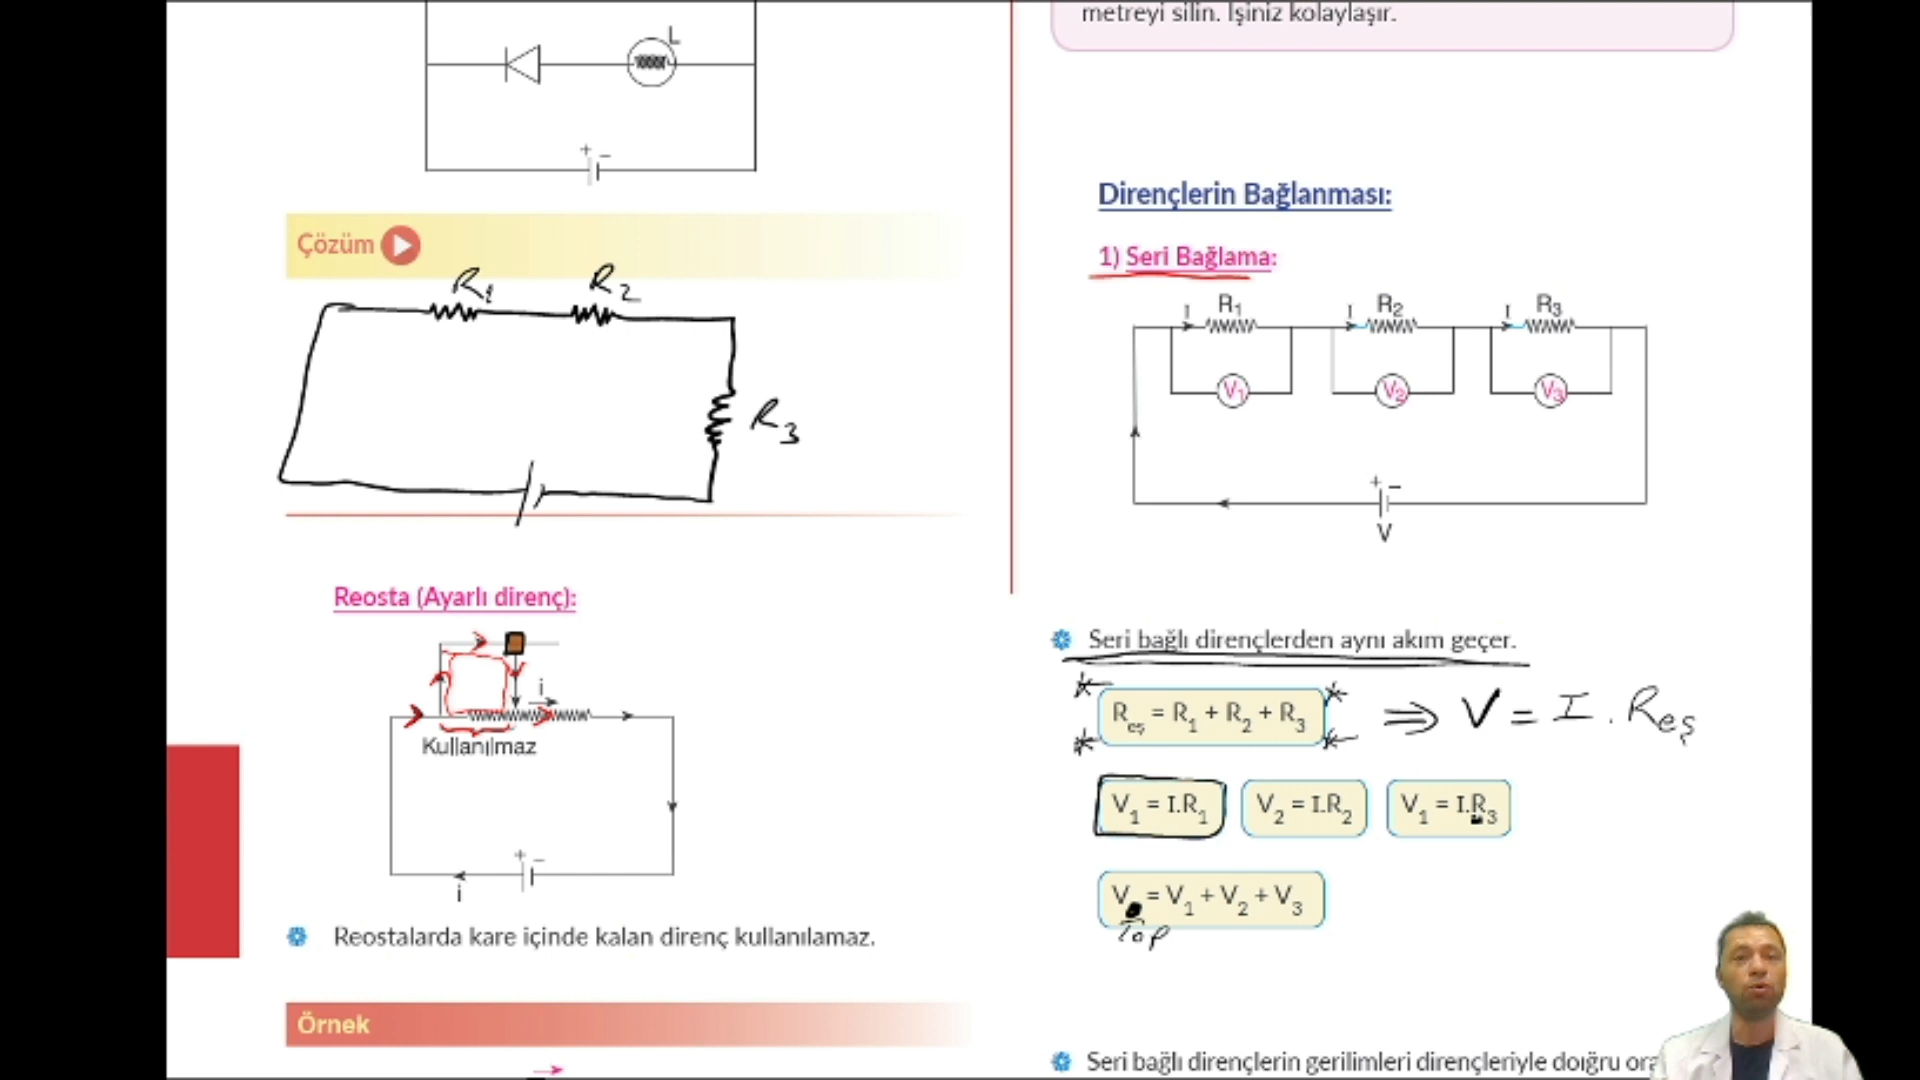 L
+ −
Çözüm
R1 R2
R3
Reosta (Ayarlı direnç):
i
Kullanılmaz
+ −
i
Reostalarda kare içinde kalan direnç kullanılamaz.
Örnek
metreyi silin. İşiniz kolaylaşır.
Dirençlerin Bağlanması:
1) Seri Bağlama:
I R1 I R2 I R3
V1 V2 V3
+ −
V
Seri bağlı dirençlerden aynı akım geçer.
Reş = R1 + R2 + R3 ⇒ V = I . Reş
V1 = I.R1 V2 = I.R2 V1 = I.R3
V = V1 + V2 + V3
Top
Seri bağlı dirençlerin gerilimleri dirençleriyle doığru